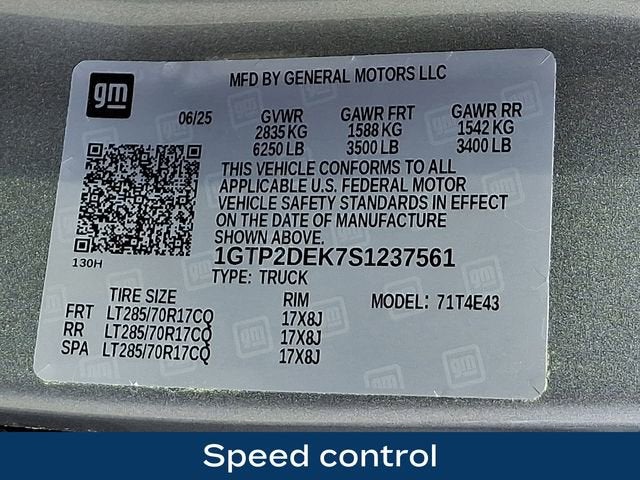 gm
MFD BY GENERAL MOTORS LLC
06/25 GVWR GAWR FRT GAWR RR
2835 KG 1588 KG 1542 KG
6250 LB 3500 LB 3400 LB
THIS VEHICLE CONFORMS TO ALL
APPLICABLE U.S. FEDERAL MOTOR
VEHICLE SAFETY STANDARDS IN EFFECT
ON THE DATE OF MANUFACTURE
SHOWN ABOVE.
130H
1GTP2DEK7S1237561
TYPE: TRUCK
TIRE SIZE RIM MODEL: 71T4E43
FRT LT285/70R17CQ 17X8J
RR LT285/70R17CQ 17X8J
SPA LT285/70R17CQ 17X8J
Speed control